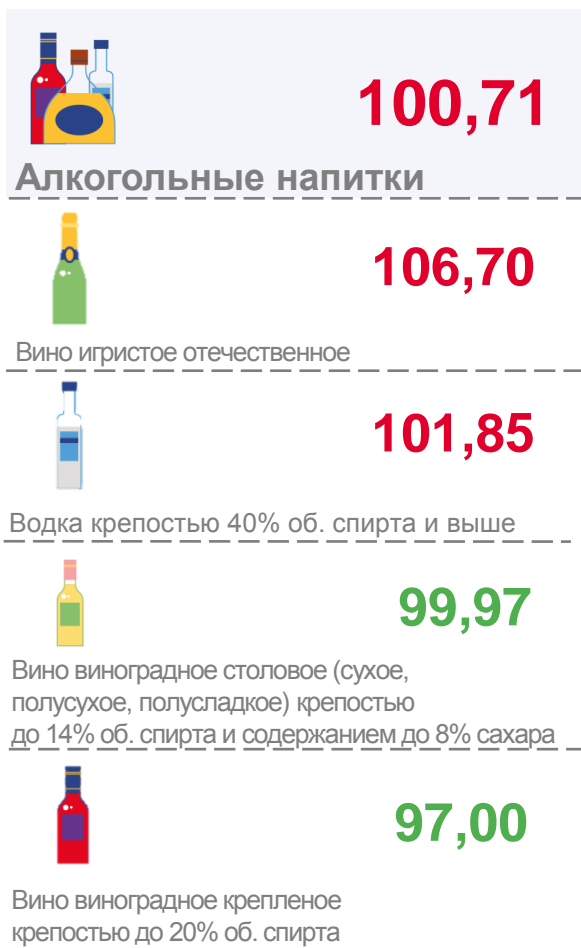 100,71
Алкогольные напитки
106,70
Вино игристое отечественное
101,85
Водка крепостью 40% об. спирта и выше
99,97
Вино виноградное столовое (сухое,
полусухое, полусладкое) крепостью
до 14% об. спирта и содержанием до 8% сахара
97,00
Вино виноградное крепленое
крепостью до 20% об. спирта